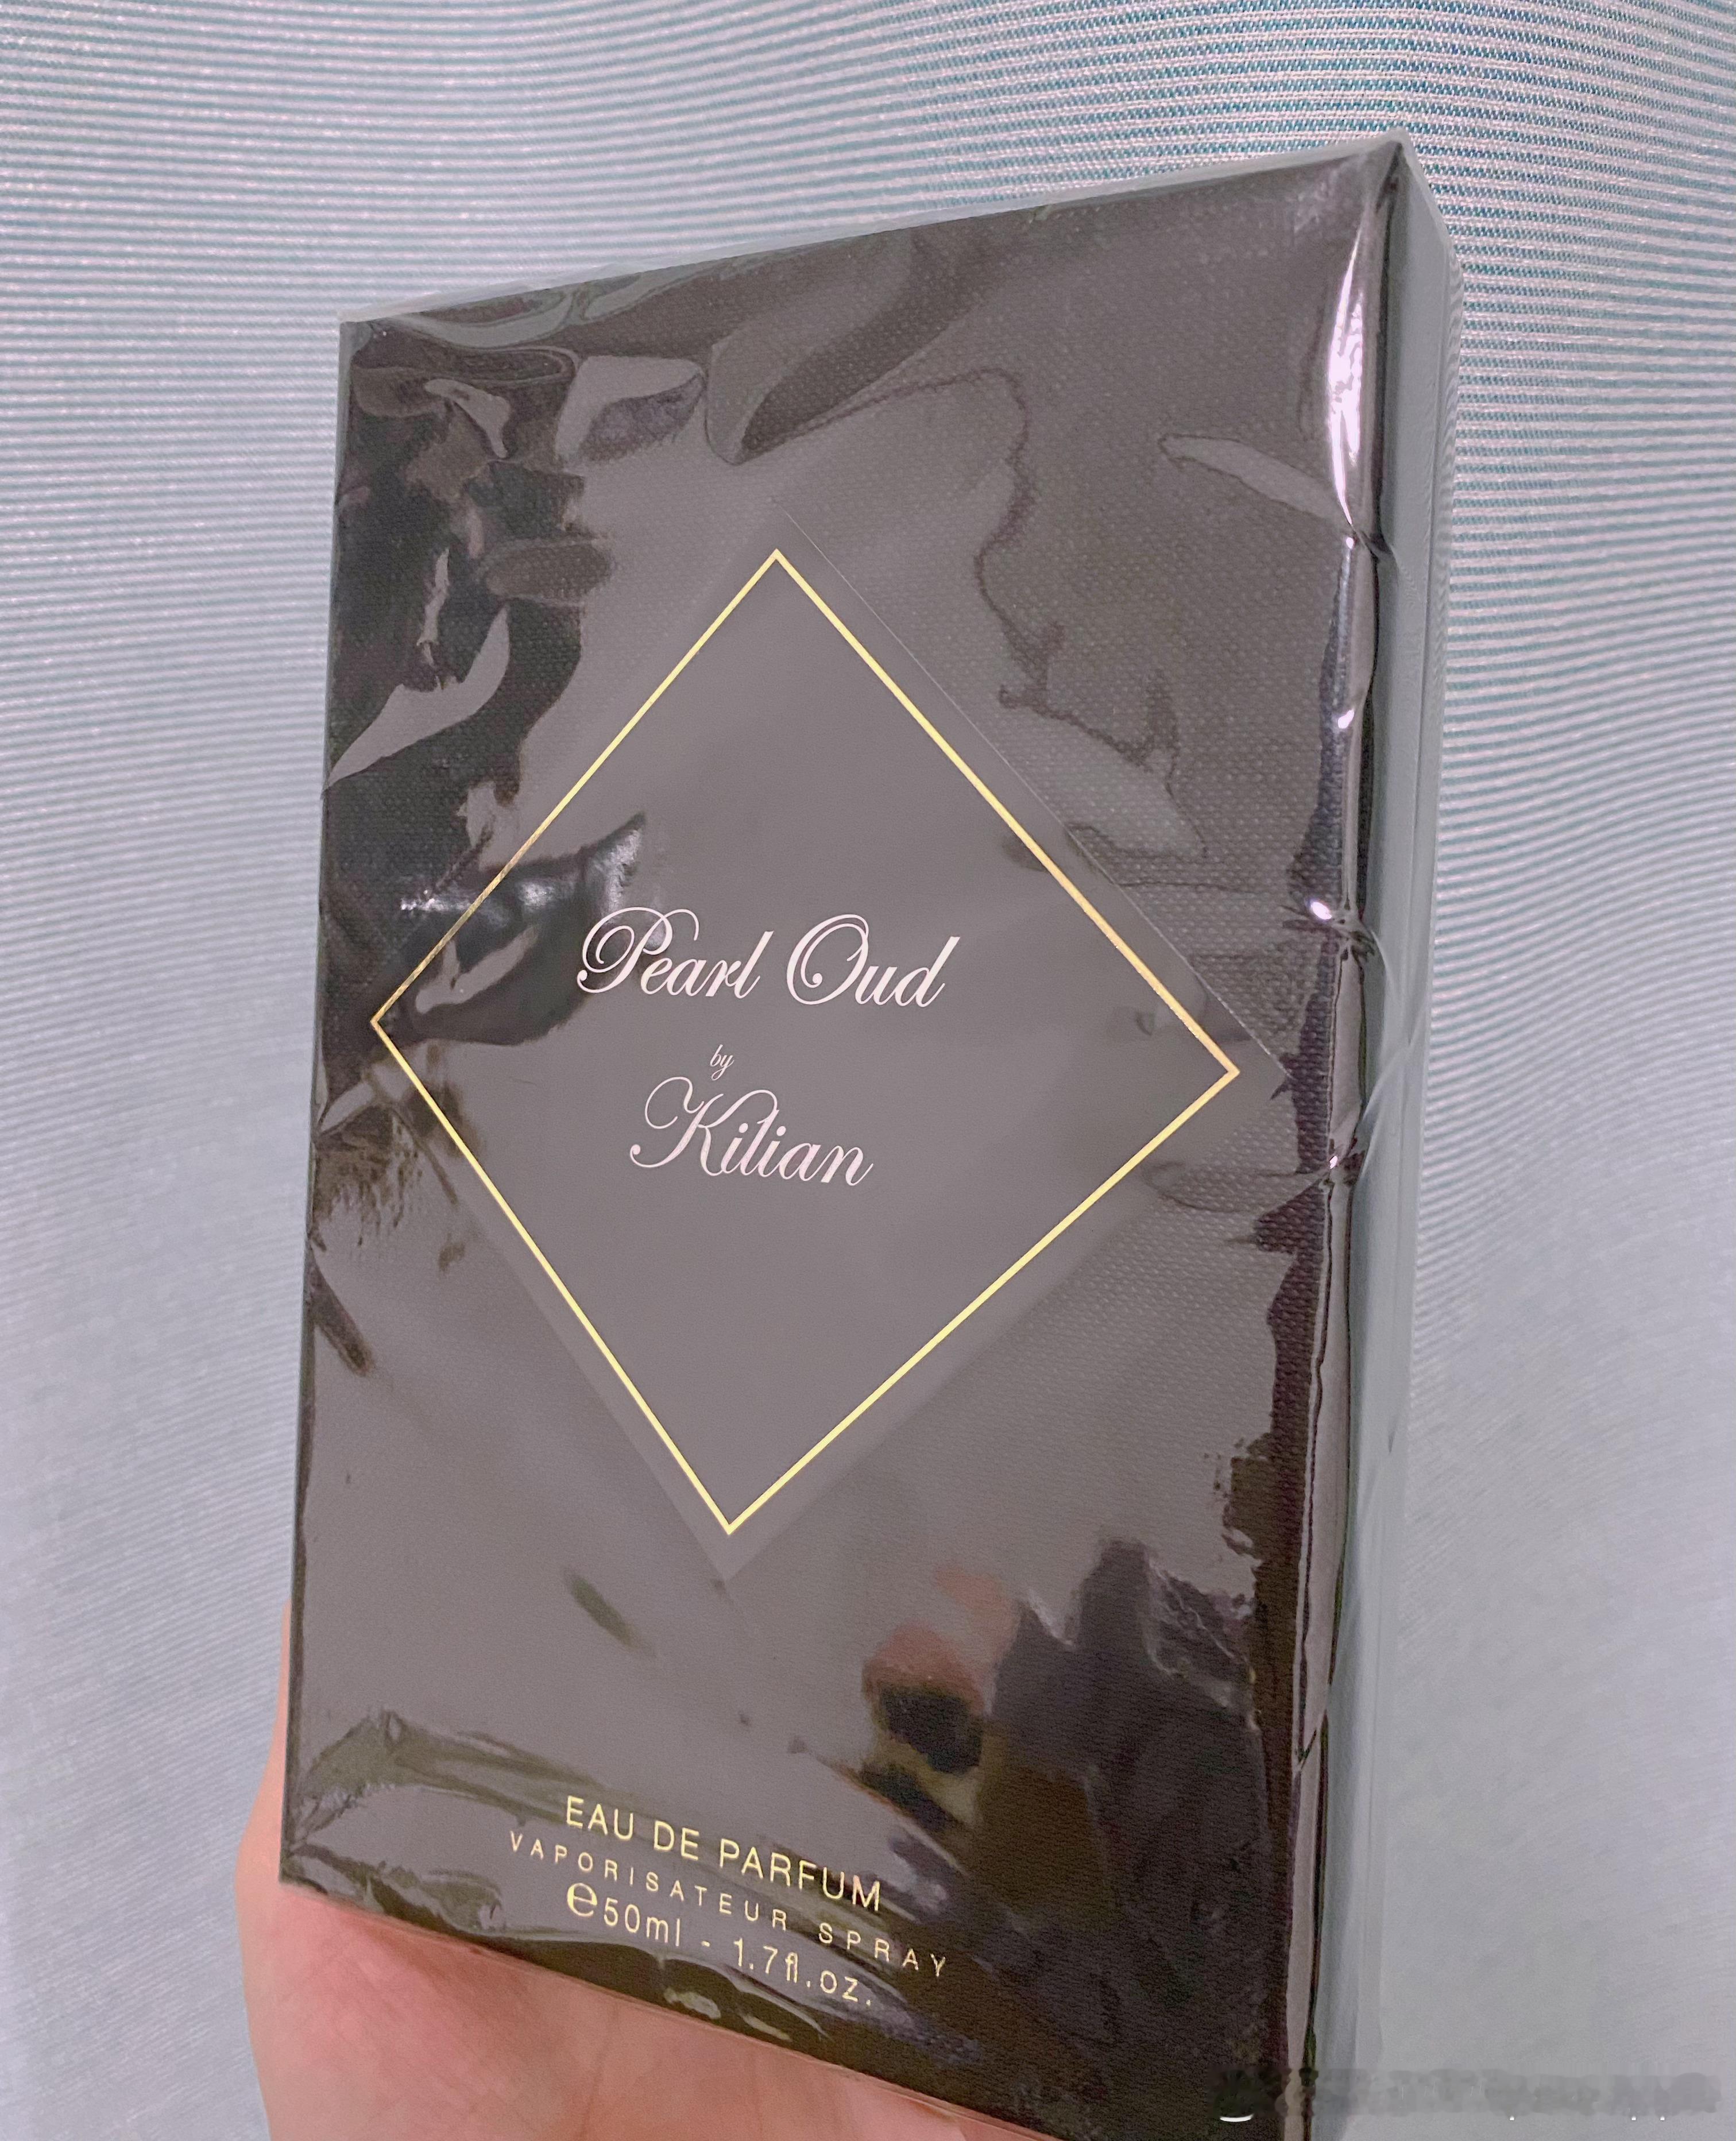 Pearl Oud
by
Kilian
EAU DE PARFUM
VAPORISATEUR SPRAY
℮50ml - 1.7fl.oz.